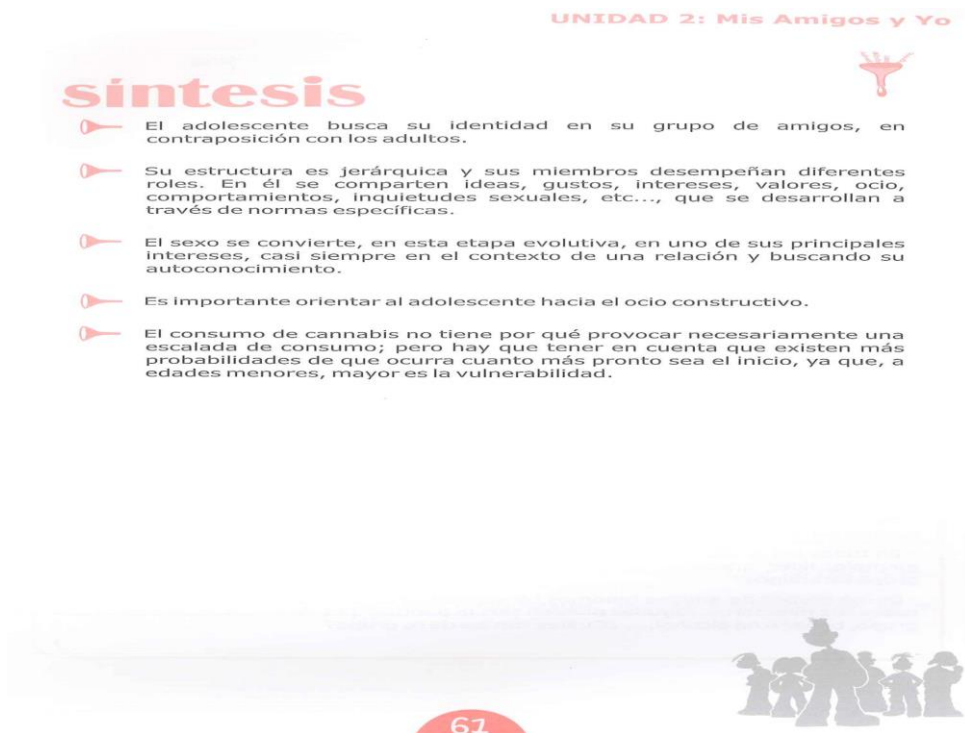 UNIDAD 2: Mis Amigos y Yo
síntesis
El adolescente busca su identidad en su grupo de amigos, en
contraposición con los adultos.
Su estructura es jerárquica y sus miembros desempeñan diferentes
roles. En él se comparten ideas, gustos, intereses, valores, ocio,
comportamientos, inquietudes sexuales, etc..., que se desarrollan a
través de normas específicas.
El sexo se convierte, en esta etapa evolutiva, en uno de sus principales
intereses, casi siempre en el contexto de una relación y buscando su
autoconocimiento.
Es importante orientar al adolescente hacia el ocio constructivo.
El consumo de cannabis no tiene por qué provocar necesariamente una
escalada de consumo; pero hay que tener en cuenta que existen más
probabilidades de que ocurra cuanto más pronto sea el inicio, ya que, a
edades menores, mayor es la vulnerabilidad.
61